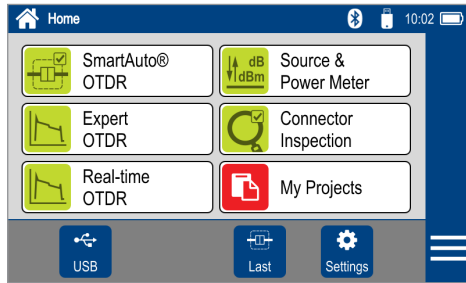 Home
10:02
SmartAuto®
OTDR
dB
dBm
Source &
Power Meter
Expert
OTDR
Connector
Inspection
Real-time
OTDR
My Projects
USB
Last
Settings